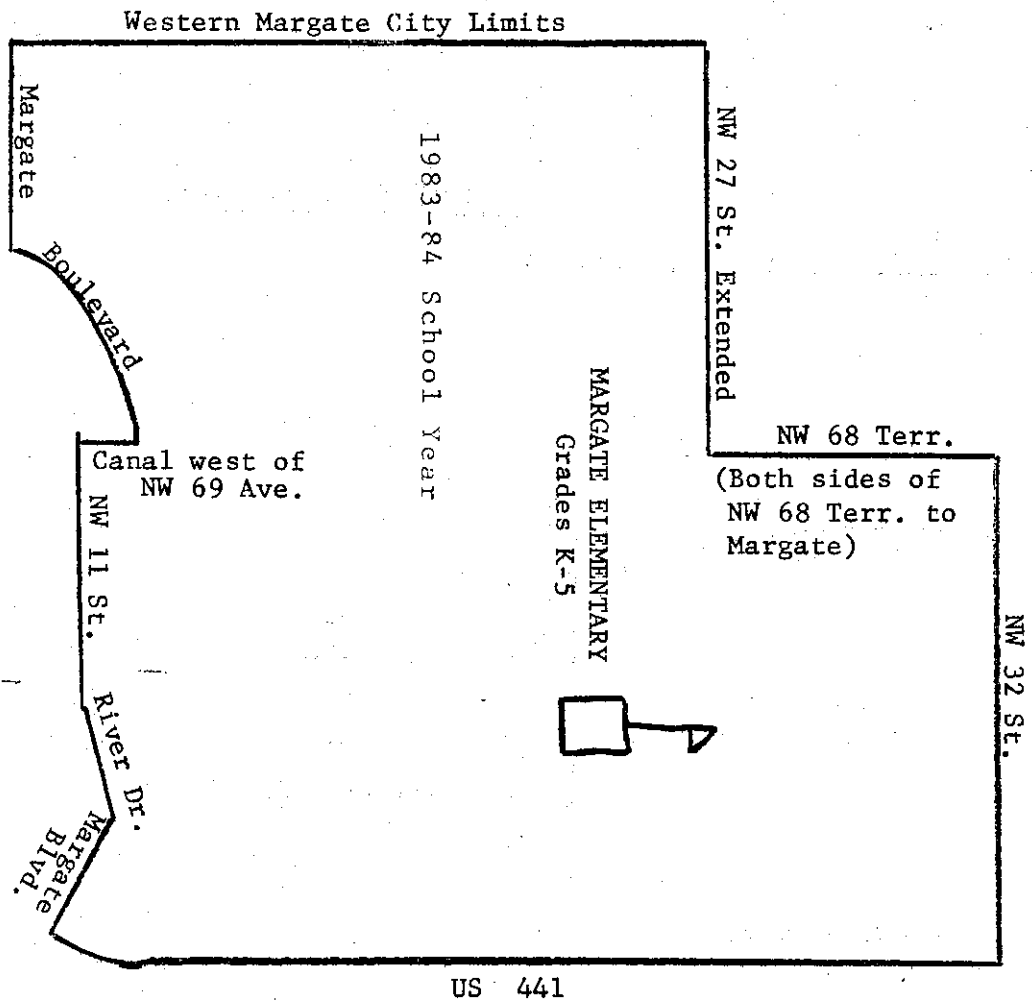 Western Margate City Limits
Margate
Boulevard
NW 27 St. Extended
1983-84 School Year
MARGATE ELEMENTARY
Grades K-5
NW 68 Terr.
(Both sides of
NW 68 Terr. to
Margate)
Canal west of
NW 69 Ave.
NW 11 St.
NW 32 St.
River Dr.
Margate
Blvd.
US 441